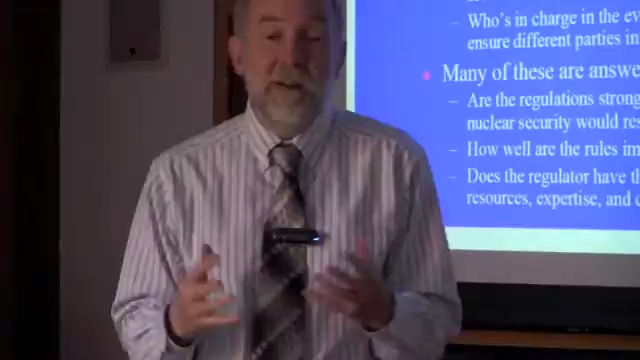 – Who's in charge in the ev
ensure different parties in
• Many of these are answe
– Are the regulations strong
nuclear security would res
– How well are the rules im
– Does the regulator have th
resources, expertise, and c